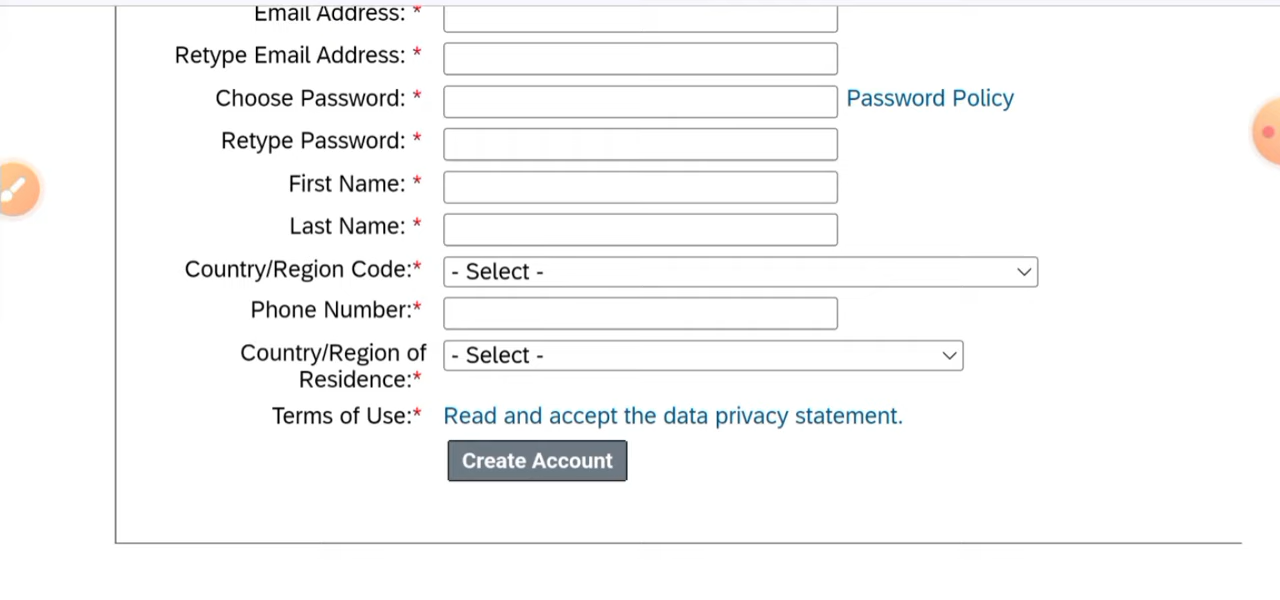 Email Address: *
Retype Email Address: *
Choose Password: * Password Policy
Retype Password: *
First Name: *
Last Name: *
Country/Region Code:* - Select -
Phone Number:*
Country/Region of Residence:* - Select -
Terms of Use:* Read and accept the data privacy statement.
Create Account